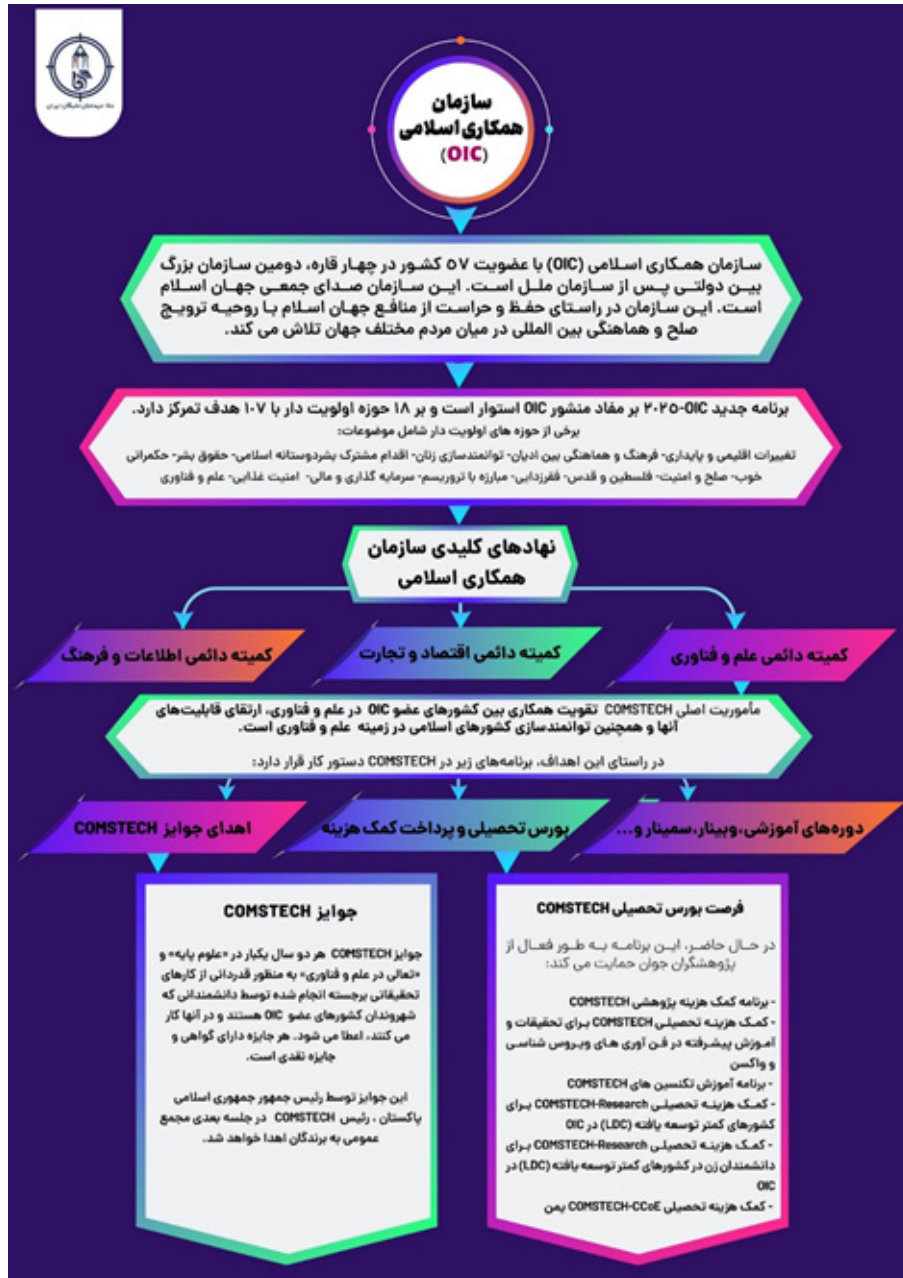 سازمان
همکاری اسلامی
(OIC)
سازمان همکاری اسلامی (OIC) با عضویت ۵۷ کشور در چهار قاره، دومین سازمان بزرگ
بین دولتی پس از سازمان ملل است. این سازمان صدای جمعی جهان اسلام
است. این سازمان در راستای حفظ و حراست از منافع جهان اسلام با روحیه ترویج
صلح و هماهنگی بین المللی در میان مردم مختلف جهان تلاش می کند.
برنامه جدید OIC-۲۰۲۵ بر مفاد منشور OIC استوار است و بر ۱۸ حوزه اولویت دار با ۱۰۷ هدف تمرکز دارد.
برخی از حوزه های اولویت دار شامل موضوعات:
تغییرات اقلیمی و پایداری- فرهنگ و هماهنگی بین ادیان- توانمندسازی زنان- اقدام مشترک بشردوستانه اسلامی- حقوق بشر- حکمرانی
خوب- صلح و امنیت- فلسطین و قدس- فقرزدایی- مبارزه با تروریسم- سرمایه گذاری و مالی- امنیت غذایی- علم و فناوری
نهادهای کلیدی سازمان
همکاری اسلامی
کمیته دائمی علم و فناوری
کمیته دائمی اقتصاد و تجارت
کمیته دائمی اطلاعات و فرهنگ
مأموریت اصلی COMSTECH تقویت همکاری بین کشورهای عضو OIC در علم و فناوری، ارتقای قابلیت‌های
آنها و همچنین توانمندسازی کشورهای اسلامی در زمینه علم و فناوری است.
در راستای این اهداف، برنامه‌های زیر در COMSTECH دستور کار قرار دارد:
دوره‌های آموزشی،وبینار،سمینار و...
بورس تحصیلی و پرداخت کمک هزینه
اهدای جوایز COMSTECH
فرصت بورس تحصیلی COMSTECH
در حال حاضر، این برنامه به طور فعال از
پژوهشگران جوان حمایت می کند:
- برنامه کمک هزینه پژوهشی COMSTECH
- کمک هزینه تحصیلی COMSTECH برای تحقیقات و
آموزش پیشرفته در فن آوری های ویروس شناسی
و واکسن
- برنامه آموزش تکنسین های COMSTECH
- کمک هزینه تحصیلی COMSTECH-Research برای
کشورهای کمتر توسعه یافته (LDC) در OIC
- کمک هزینه تحصیلی COMSTECH-Research برای
دانشمندان زن در کشورهای کمتر توسعه یافته (LDC) در
OIC
- کمک هزینه تحصیلی COMSTECH-CCoE یمن
جوایز COMSTECH
جوایز COMSTECH هر دو سال یکبار در «علوم پایه» و
«تعالی در علم و فناوری» به منظور قدردانی از کارهای
تحقیقاتی برجسته انجام شده توسط دانشمندانی که
شهروندان کشورهای عضو OIC هستند و در آنها کار
می کنند، اعطا می شود. هر جایزه دارای گواهی و
جایزه نقدی است.
این جوایز توسط رئیس جمهور جمهوری اسلامی
پاکستان ، رئیس COMSTECH در جلسه بعدی مجمع
عمومی به برندگان اهدا خواهد شد.